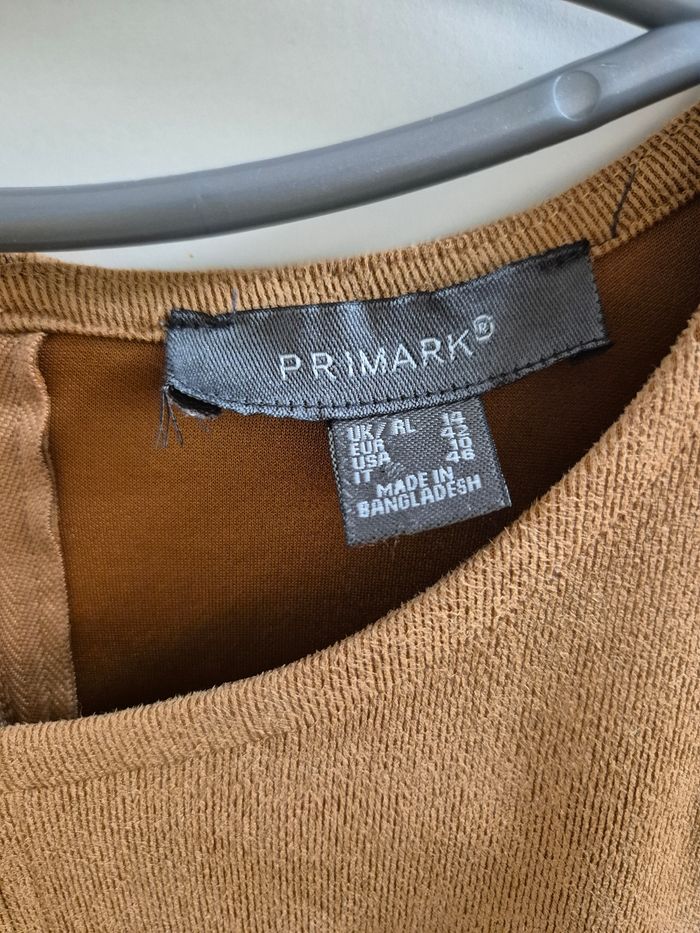 PRIMARK®
UK/RL 14
EUR 42
USA 10
IT 46
MADE IN
BANGLADESH